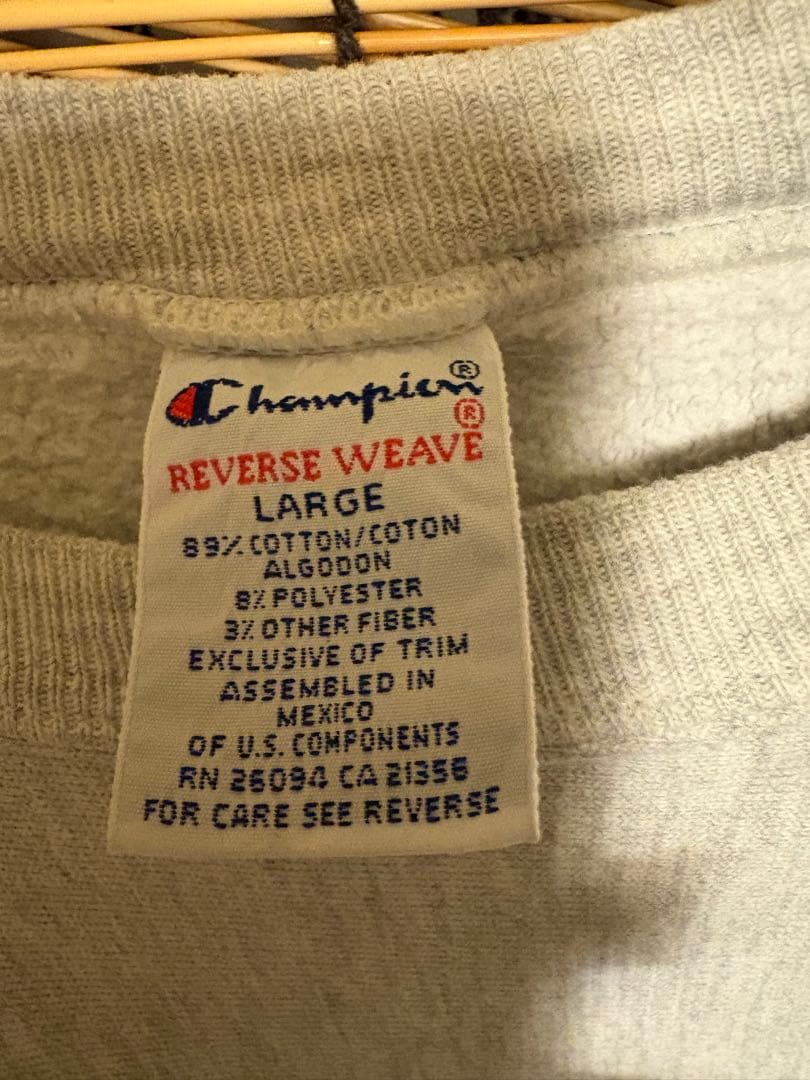 Champion®
REVERSE WEAVE®
LARGE
89% COTTON/COTON
ALGODON
8% POLYESTER
3% OTHER FIBER
EXCLUSIVE OF TRIM
ASSEMBLED IN
MEXICO
OF U.S. COMPONENTS
RN 26094 CA 21356
FOR CARE SEE REVERSE